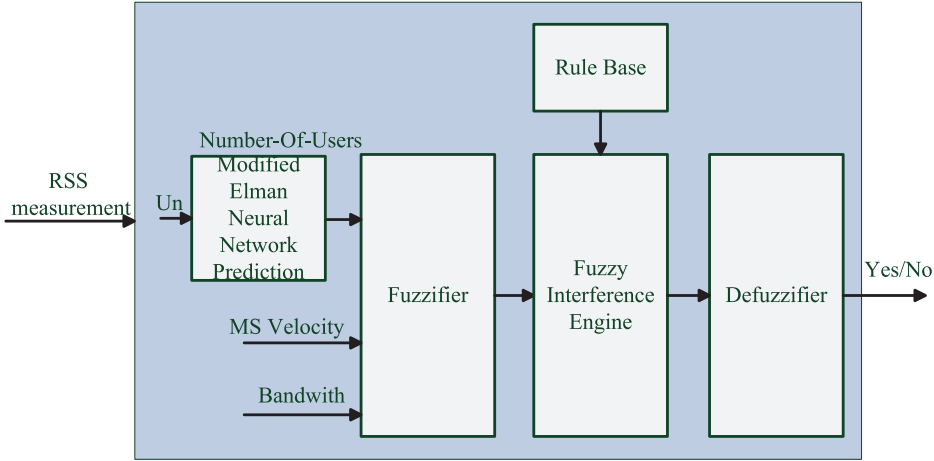 Rule Base
Number-Of-Users
Modified
Elman
Neural
Network
Prediction
RSS
measurement
Un
Fuzzifier
Fuzzy
Interference
Engine
Defuzzifier
Yes/No
MS Velocity
Bandwith